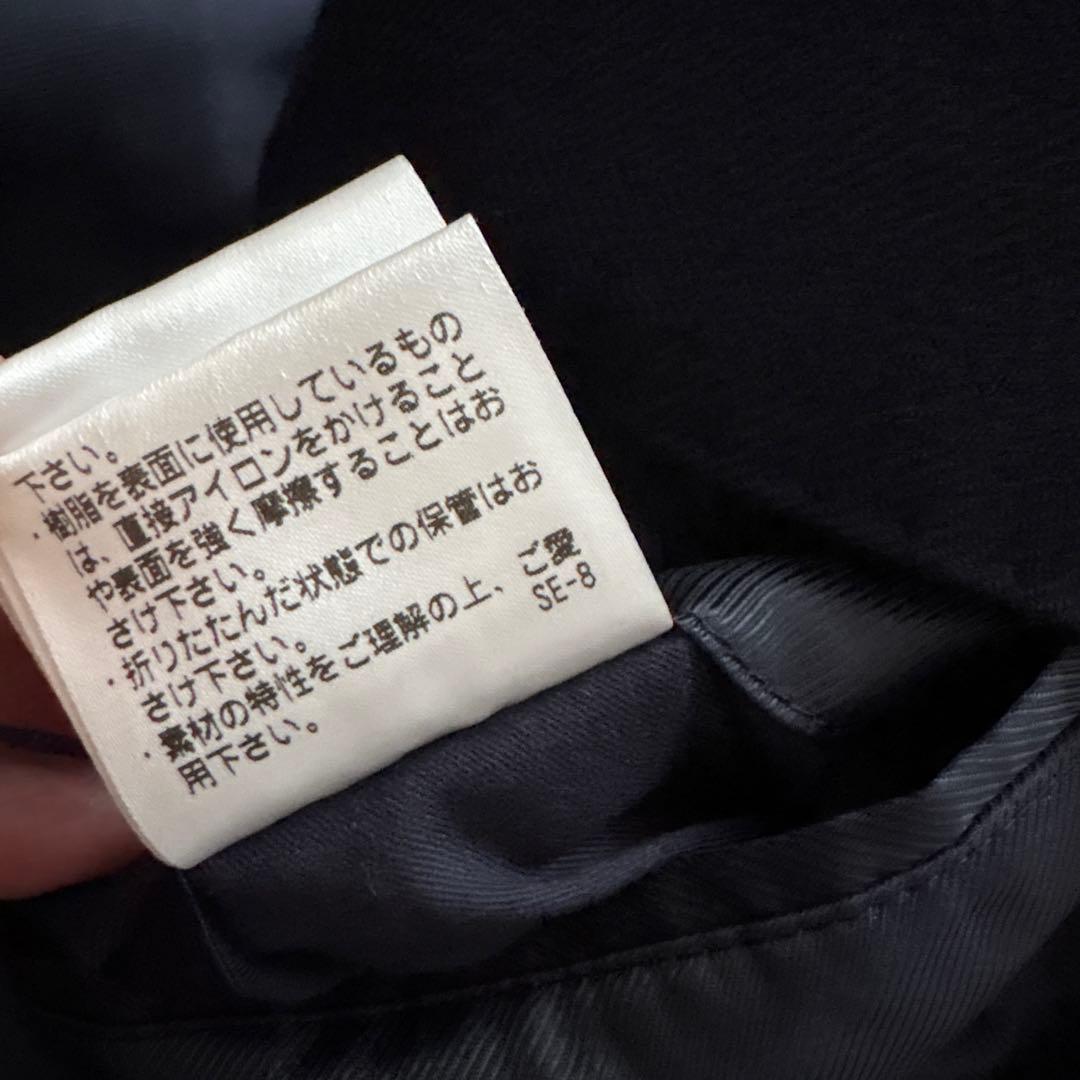 下さい。
・樹脂を表面に使用しているもの
は、直接アイロンをかけること
や表面を強く摩擦することはお
さけ下さい。
・折りたたんだ状態での保管はお
さけ下さい。
・素材の特性をご理解の上、ご愛
用下さい。
SE-8